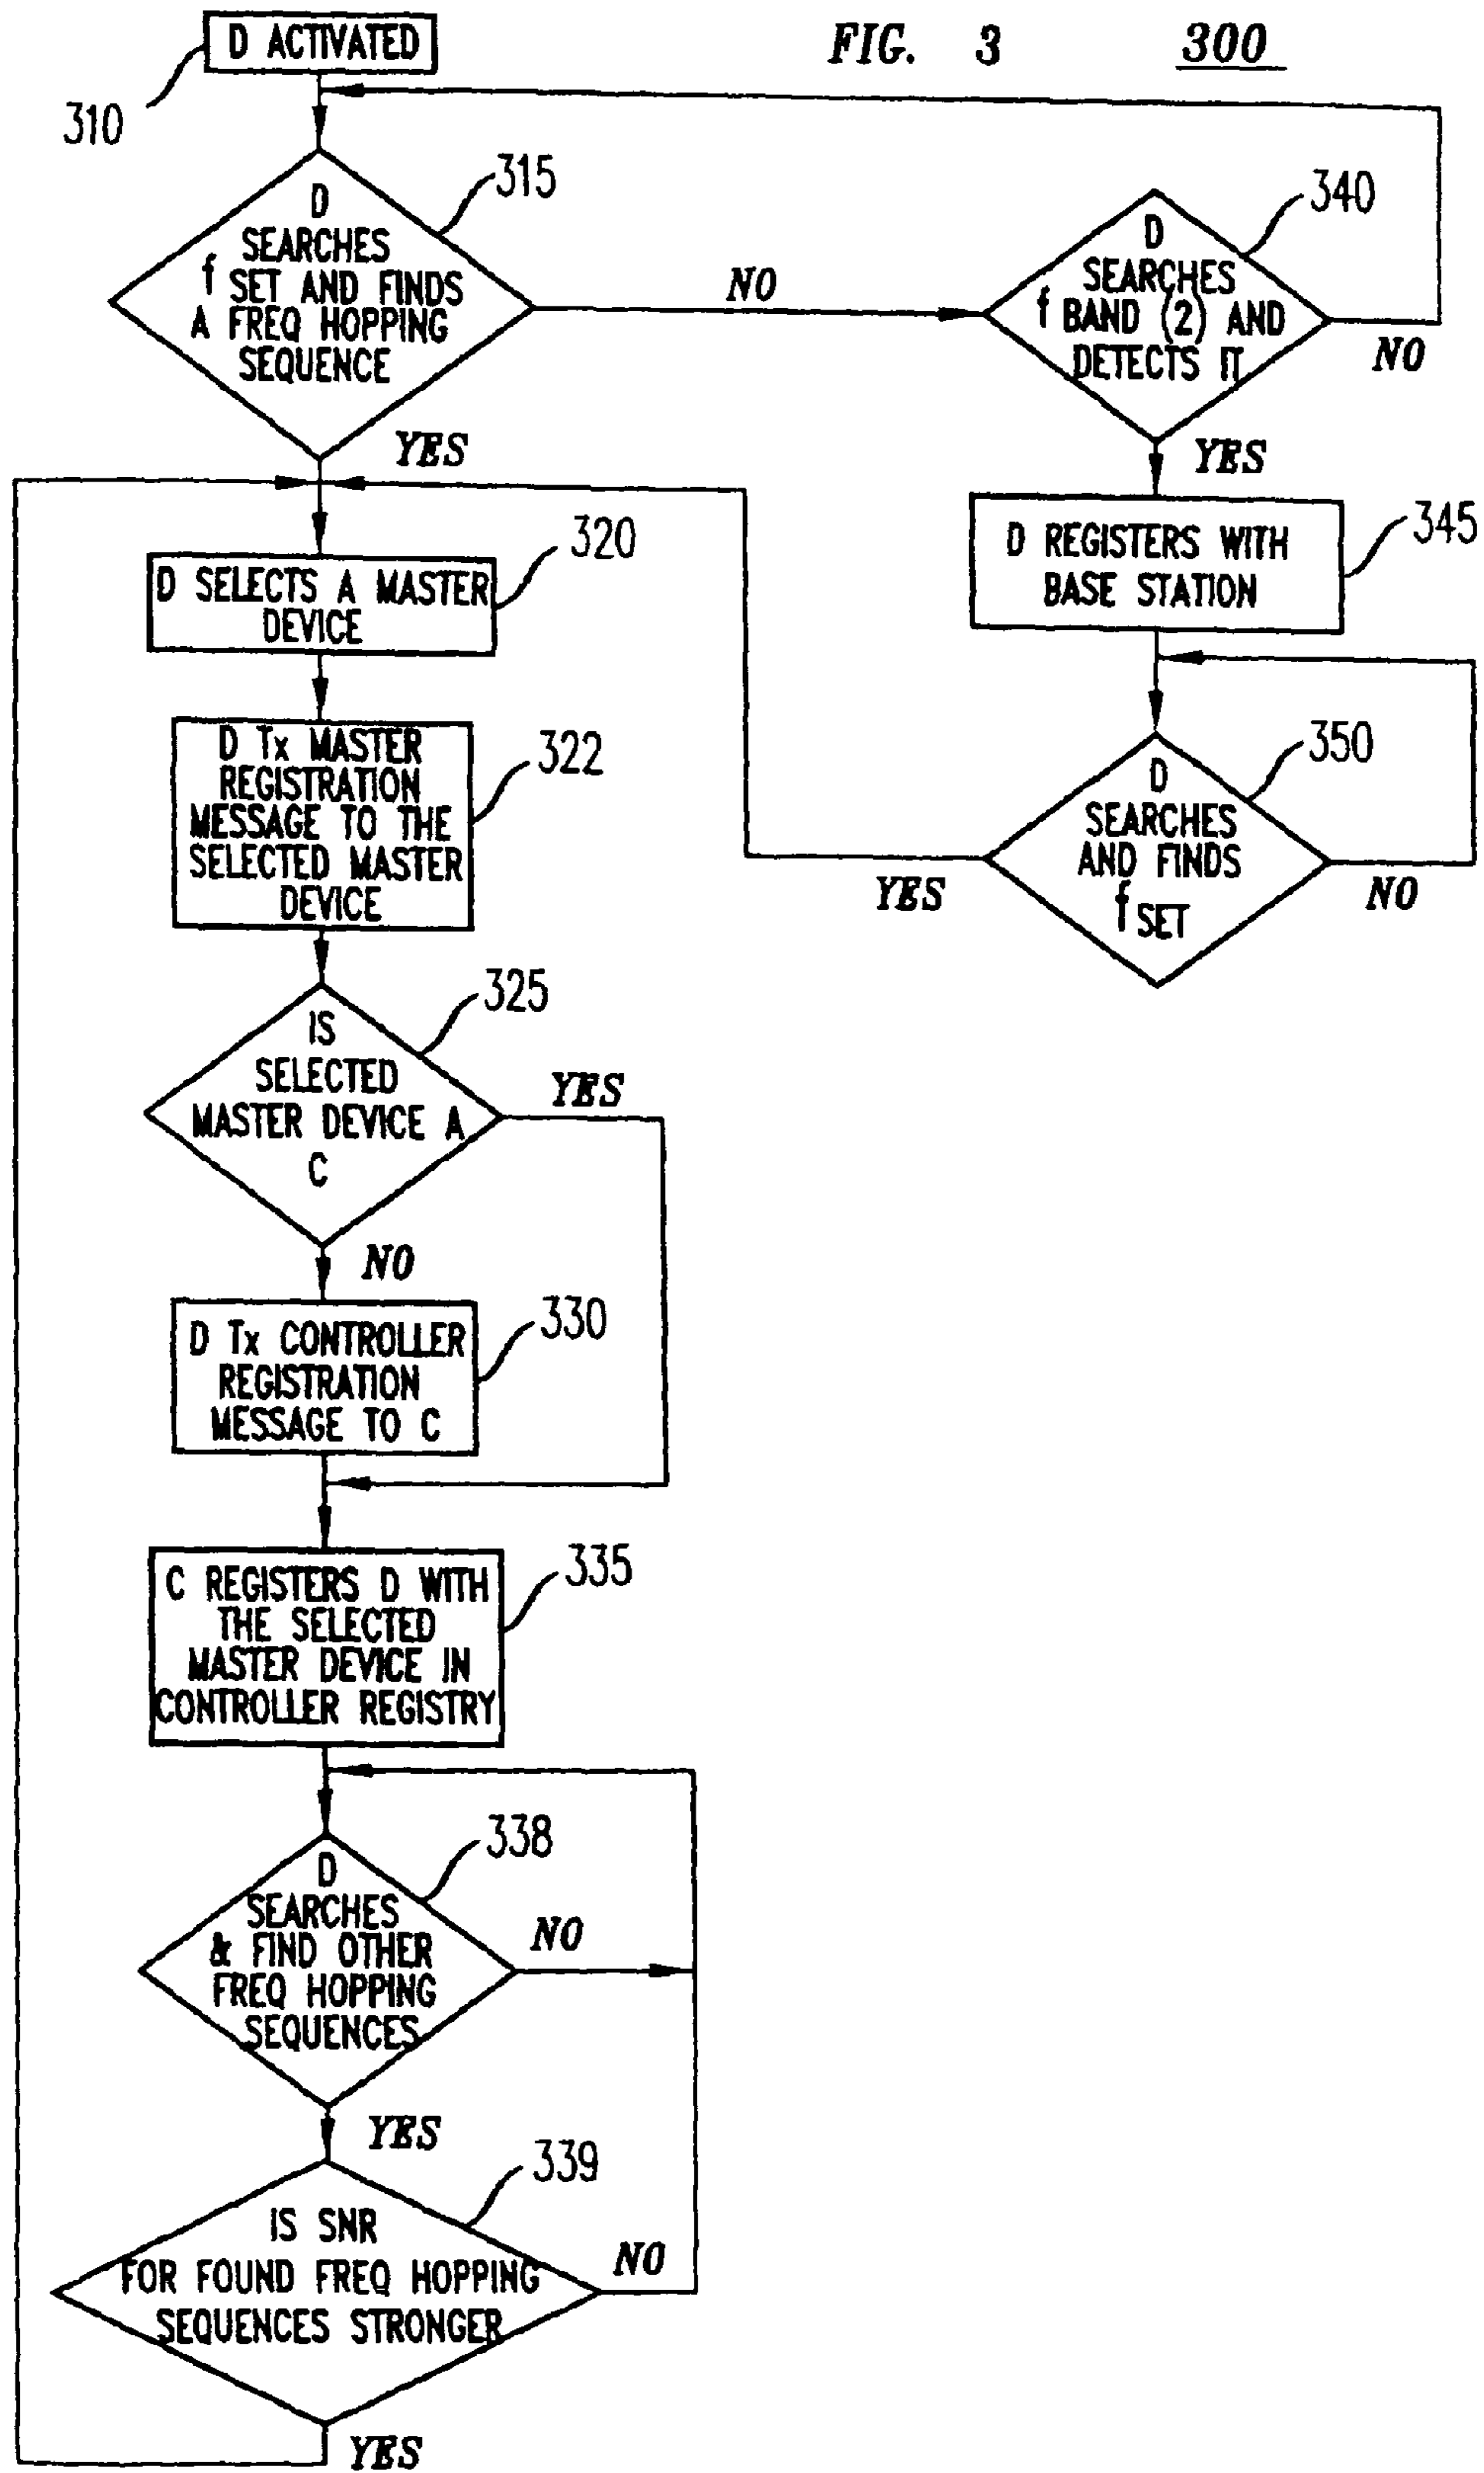 FIG. 3 300
D ACTIVATED
310
D
SEARCHES
f SET AND FINDS
A FREQ HOPPING
SEQUENCE
315
NO
YES
D
SEARCHES
f BAND (2) AND
DETECTS IT
340
NO
YES
D REGISTERS WITH
BASE STATION
345
D
SEARCHES
AND FINDS
f SET
350
YES
NO
D SELECTS A MASTER
DEVICE
320
D Tx MASTER
REGISTRATION
MESSAGE TO THE
SELECTED MASTER
DEVICE
322
IS
SELECTED
MASTER DEVICE A
C
325
YES
NO
D Tx CONTROLLER
REGISTRATION
MESSAGE TO C
330
C REGISTERS D WITH
THE SELECTED
MASTER DEVICE IN
CONTROLLER REGISTRY
335
D
SEARCHES
& FIND OTHER
FREQ HOPPING
SEQUENCES
338
NO
YES
IS SNR
FOR FOUND FREQ HOPPING
SEQUENCES STRONGER
339
NO
YES